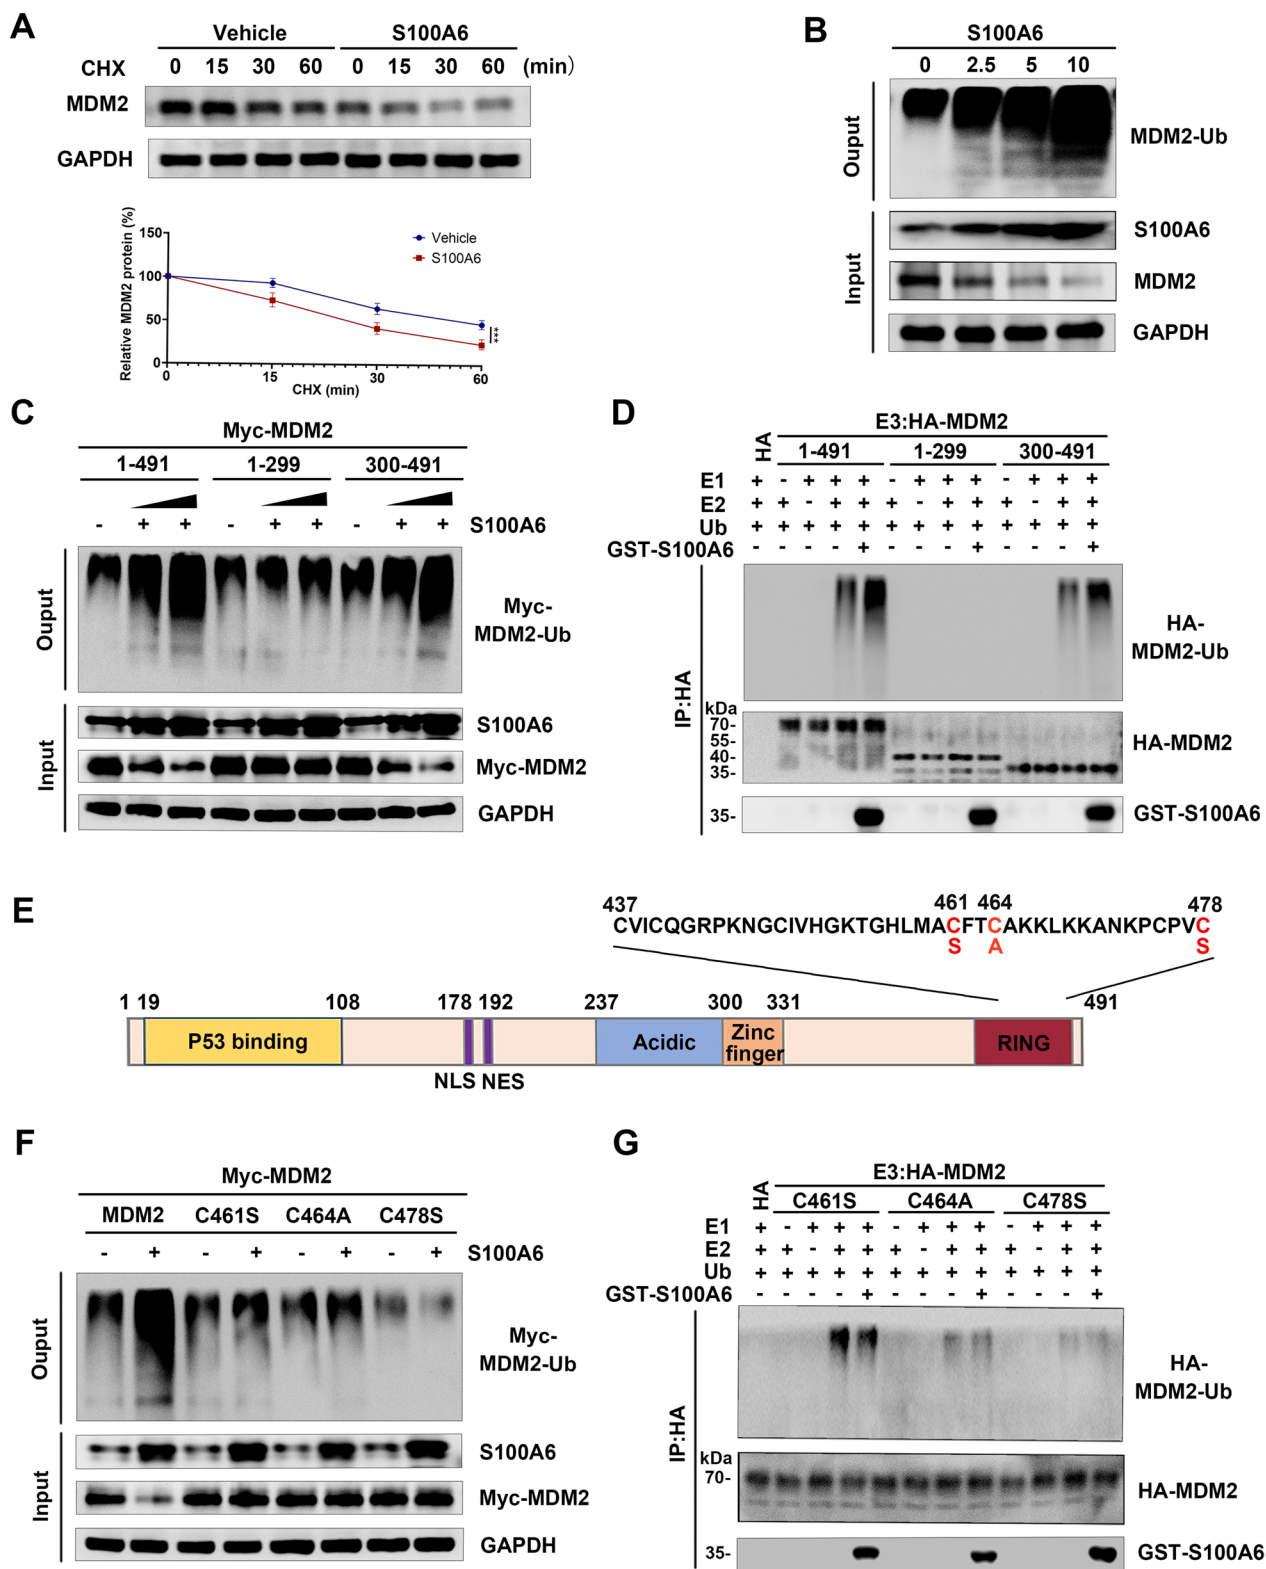 A
Vehicle S100A6
CHX 0 15 30 60 0 15 30 60 (min)
MDM2
GAPDH
Relative MDM2 protein (%)
150
100
50
0
Vehicle
S100A6
***
0 15 30 60
CHX (min)
B
S100A6
0 2.5 5 10
Ouput
MDM2-Ub
Input
S100A6
MDM2
GAPDH
C
Myc-MDM2
1-491 1-299 300-491
- + + - + + - + + S100A6
Ouput
Myc-
MDM2-Ub
Input
S100A6
Myc-MDM2
GAPDH
D
E3:HA-MDM2
HA 1-491 1-299 300-491
E1 + - + + + - + + + - + + +
E2 + + - + + + - + + + - + +
Ub + + + + + + + + + + + + +
GST-S100A6 - - - - + - - - + - - - +
IP:HA
HA-
MDM2-Ub
kDa
70-
55-
40-
35-
HA-MDM2
35-
GST-S100A6
E
437 461 464 478
CVICQGRPKNGCIVHGKTGHLMACFTCAKKLKKANKPCPVC
S A S
1 19 108 178 192 237 300 331 491
P53 binding Acidic Zinc finger RING
NLS NES
F
Myc-MDM2
MDM2 C461S C464A C478S
- + - + - + - + S100A6
Ouput
Myc-
MDM2-Ub
Input
S100A6
Myc-MDM2
GAPDH
G
E3:HA-MDM2
HA C461S C464A C478S
E1 + - + + + - + + + - + + +
E2 + + - + + + - + + + - + +
Ub + + + + + + + + + + + + +
GST-S100A6 - - - - + - - - + - - - +
IP:HA
HA-
MDM2-Ub
kDa
70-
HA-MDM2
35-
GST-S100A6